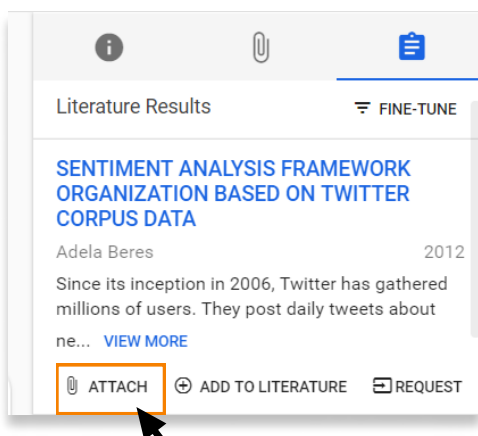 Literature Results
FINE-TUNE
SENTIMENT ANALYSIS FRAMEWORK
ORGANIZATION BASED ON TWITTER
CORPUS DATA
Adela Beres 2012
Since its inception in 2006, Twitter has gathered
millions of users. They post daily tweets about
ne... VIEW MORE
ATTACH ADD TO LITERATURE REQUEST